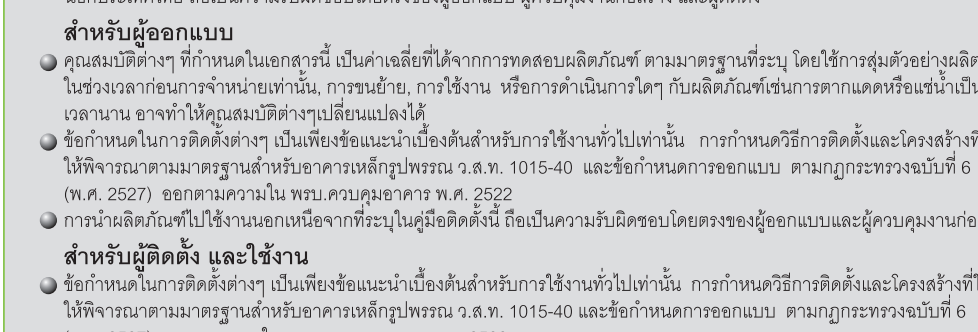 สำหรับผู้ออกแบบ
คุณสมบัติต่างๆ ที่กำหนดในเอกสารนี้ เป็นค่าเฉลี่ยที่ได้จากการทดสอบผลิตภัณฑ์ ตามมาตรฐานที่ระบุ โดยใช้การสุ่มตัวอย่างผลิต
ในช่วงเวลาก่อนการจำหน่ายเท่านั้น, การขนย้าย, การใช้งาน หรือการดำเนินการใดๆ กับผลิตภัณฑ์เช่นการตากแดดหรือแช่น้ำเป็น
เวลานาน อาจทำให้คุณสมบัติต่างๆเปลี่ยนแปลงได้
ข้อกำหนดในการติดตั้งต่างๆ เป็นเพียงข้อแนะนำเบื้องต้นสำหรับการใช้งานทั่วไปเท่านั้น การกำหนดวิธีการติดตั้งและโครงสร้างที่
ให้พิจารณาตามมาตรฐานสำหรับอาคารเหล็กรูปพรรณ ว.ส.ท. 1015-40 และข้อกำหนดการออกแบบ ตามกฎกระทรวงฉบับที่ 6
(พ.ศ. 2527) ออกตามความใน พรบ.ควบคุมอาคาร พ.ศ. 2522
การนำผลิตภัณฑ์ไปใช้งานนอกเหนือจากที่ระบุในคู่มือติดตั้งนี้ ถือเป็นความรับผิดชอบโดยตรงของผู้ออกแบบและผู้ควบคุมงานก่อ
สำหรับผู้ติดตั้ง และใช้งาน
ข้อกำหนดในการติดตั้งต่างๆ เป็นเพียงข้อแนะนำเบื้องต้นสำหรับการใช้งานทั่วไปเท่านั้น การกำหนดวิธีการติดตั้งและโครงสร้างที่ใ
ให้พิจารณาตามมาตรฐานสำหรับอาคารเหล็กรูปพรรณ ว.ส.ท. 1015-40 และข้อกำหนดการออกแบบ ตามกฎกระทรวงฉบับที่ 6